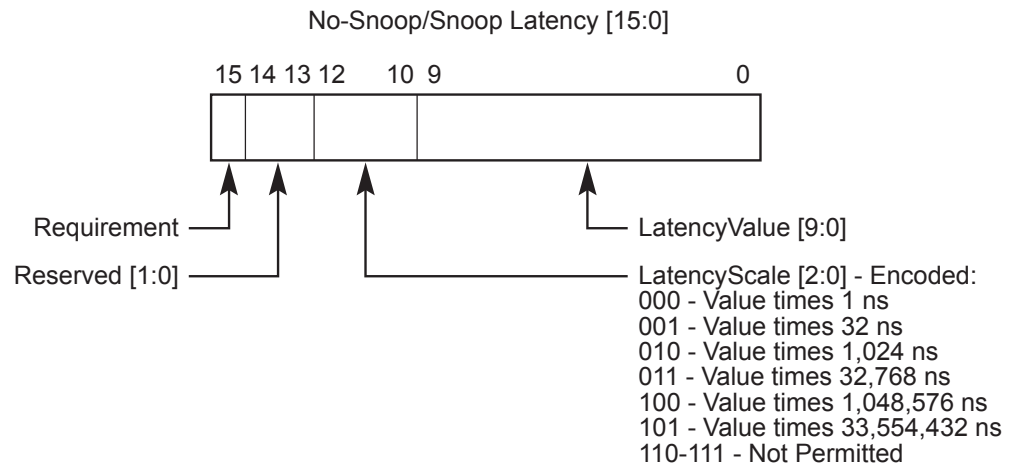 No-Snoop/Snoop Latency [15:0]
15 14 13 12 10 9 0
Requirement
LatencyValue [9:0]
Reserved [1:0]
LatencyScale [2:0] - Encoded:
000 - Value times 1 ns
001 - Value times 32 ns
010 - Value times 1,024 ns
011 - Value times 32,768 ns
100 - Value times 1,048,576 ns
101 - Value times 33,554,432 ns
110-111 - Not Permitted